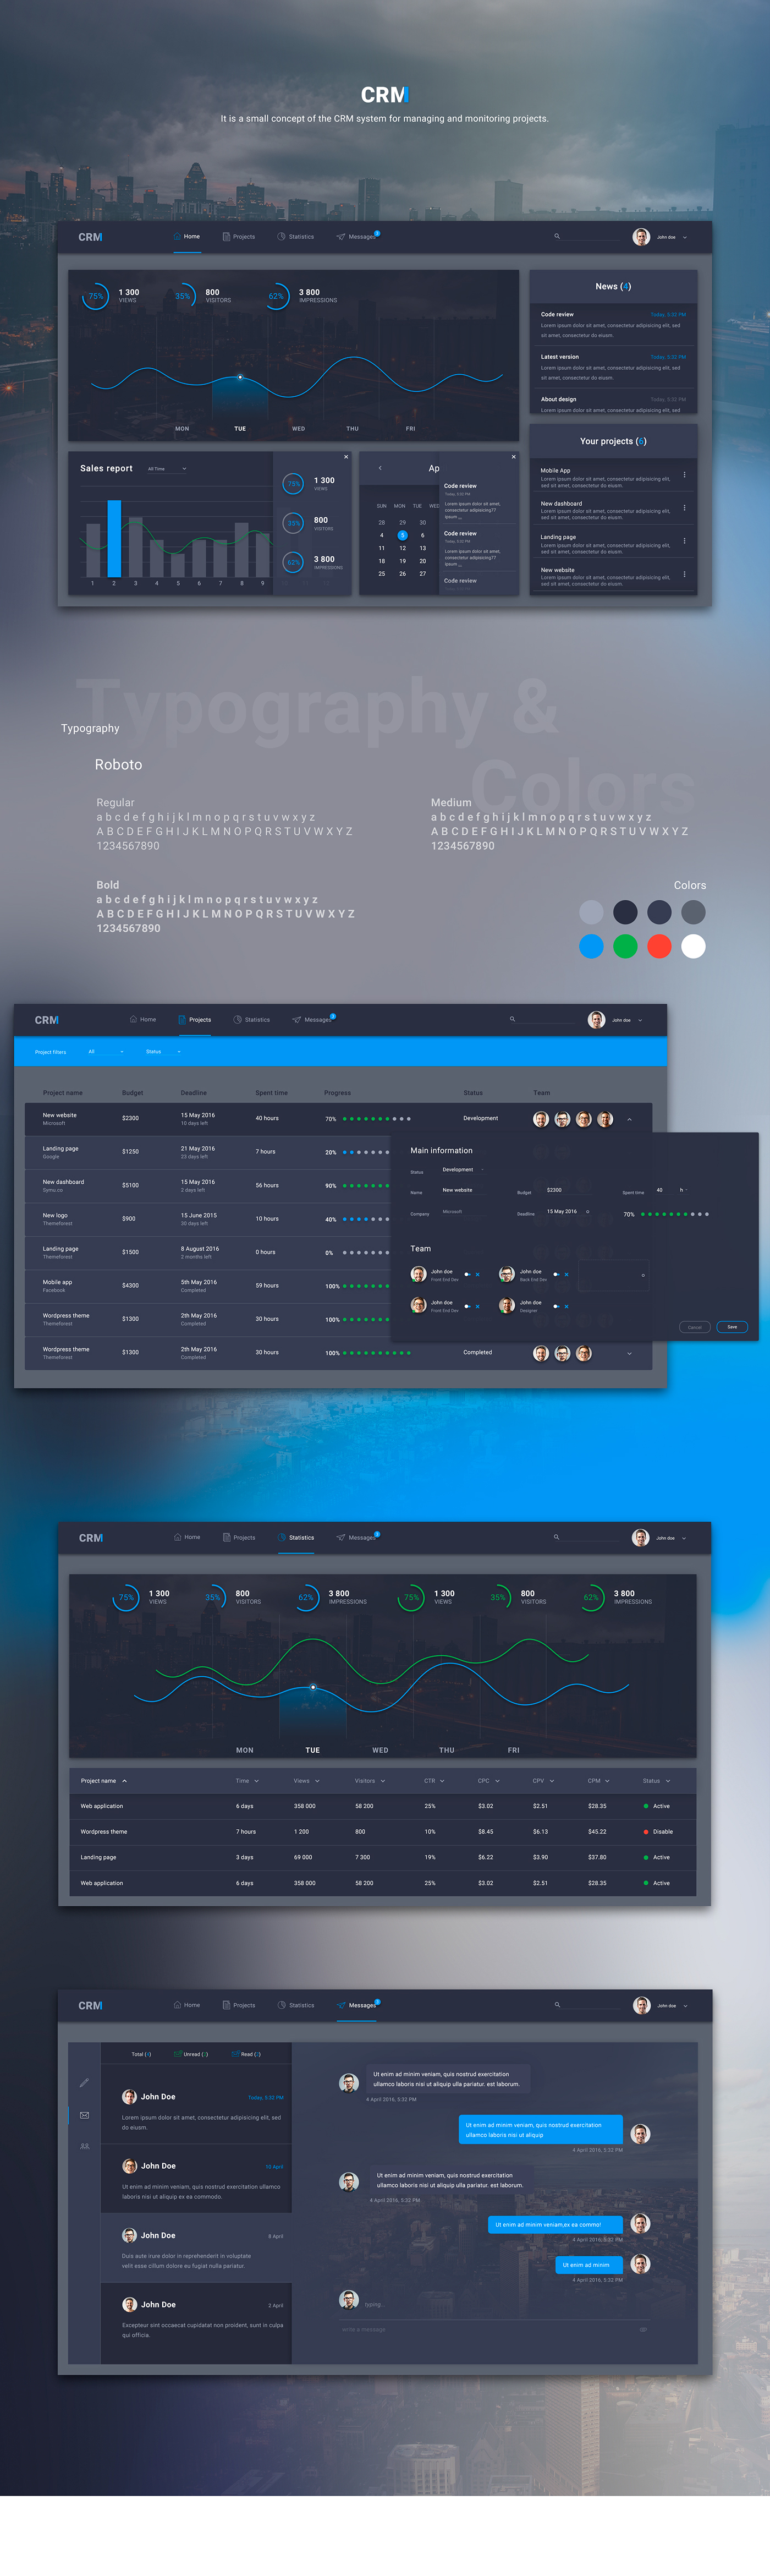 CRM
It is a small concept of the CRM system for managing and monitoring projects.
CRM
Home
Projects
Statistics
Messages
John doe
75%
1 300
VIEWS
35%
800
VISITORS
62%
3 800
IMPRESSIONS
MON
TUE
WED
THU
FRI
News (4)
Code review
Today, 5:32 PM
Lorem ipsum dolor sit amet, consectetur adipisicing elit, sed
sit amet, consectetur do eiusm.
Latest version
Today, 5:32 PM
Lorem ipsum dolor sit amet, consectetur adipisicing elit, sed
sit amet, consectetur do eiusm.
About design
Today, 5:32 PM
Lorem ipsum dolor sit amet, consectetur adipisicing elit, sed
Sales report
All Time
1 2 3 4 5 6 7 8 9
75%
1 300
VIEWS
35%
800
VISITORS
62%
3 800
IMPRESSIONS
Ap
SUN MON TUE WED
28 29 30
4 5 6
11 12 13
18 19 20
25 26 27
Code review
Today, 5:32 PM
Lorem ipsum dolor sit amet,
consectetur adipisicing77
ipsum ...
Code review
Today, 5:32 PM
Lorem ipsum dolor sit amet,
consectetur adipisicing77
ipsum ...
Code review
Your projects (6)
Mobile App
Lorem ipsum dolor sit amet, consectetur adipisicing elit,
sed sit amet, consectetur do eiusm.
New dashboard
Lorem ipsum dolor sit amet, consectetur adipisicing elit,
sed sit amet, consectetur do eiusm.
Landing page
Lorem ipsum dolor sit amet, consectetur adipisicing elit,
sed sit amet, consectetur do eiusm.
New website
Lorem ipsum dolor sit amet, consectetur adipisicing elit,
sed sit amet, consectetur do eiusm.
Typography &
Colors
Typography
Roboto
Regular
a b c d e f g h i j k l m n o p q r s t u v w x y z
A B C D E F G H I J K L M N O P Q R S T U V W X Y Z
1234567890
Medium
a b c d e f g h i j k l m n o p q r s t u v w x y z
A B C D E F G H I J K L M N O P Q R S T U V W X Y Z
1234567890
Bold
a b c d e f g h i j k l m n o p q r s t u v w x y z
A B C D E F G H I J K L M N O P Q R S T U V W X Y Z
1234567890
Colors
CRM
Home
Projects
Statistics
Messages
John doe
Project filters
All
Status
Project name Budget Deadline Spent time Progress Status Team
New website $2300 15 May 2016 40 hours 70% Development
Microsoft 10 days left
Landing page $1250 21 May 2016 7 hours 20%
Google 23 days left
New dashboard $5100 15 May 2016 56 hours 90%
Symu.co 2 days left
New logo $900 15 June 2015 10 hours 40%
Themeforest 30 days left
Landing page $1500 8 August 2016 0 hours 0%
Themeforest 2 months left
Mobile app $4300 5th May 2016 59 hours 100%
Facebook Completed
Wordpress theme $1300 2th May 2016 30 hours 100%
Themeforest Completed
Wordpress theme $1300 2th May 2016 30 hours 100% Completed
Themeforest Completed
Main information
Status Development
Name New website Budget $2300 Spent time 40 h
Company Microsoft Deadline 15 May 2016 70%
Team
John doe
Front End Dev
John doe
Back End Dev
John doe
Front End Dev
John doe
Designer
Cancel
Save
CRM
Home
Projects
Statistics
Messages
John doe
75%
1 300
VIEWS
35%
800
VISITORS
62%
3 800
IMPRESSIONS
75%
1 300
VIEWS
35%
800
VISITORS
62%
3 800
IMPRESSIONS
MON
TUE
WED
THU
FRI
Project name Time Views Visitors CTR CPC CPV CPM Status
Web application 6 days 358 000 58 200 25% $3.02 $2.51 $28.35 Active
Wordpress theme 7 hours 1 200 800 10% $8.45 $6.13 $45.22 Disable
Landing page 3 days 69 000 7 300 19% $6.22 $3.90 $37.80 Active
Web application 6 days 358 000 58 200 25% $3.02 $2.51 $28.35 Active
CRM
Home
Projects
Statistics
Messages
John doe
Total
Unread
Read
John Doe
Today, 5:32 PM
Lorem ipsum dolor sit amet, consectetur adipisicing elit, sed
do eiusm.
John Doe
10 April
Ut enim ad minim veniam, quis nostrud exercitation ullamco
laboris nisi ut aliquip ex ea commodo.
John Doe
8 April
Duis aute irure dolor in reprehenderit in voluptate
velit esse cillum dolore eu fugiat nulla pariatur.
John Doe
2 April
Excepteur sint occaecat cupidatat non proident, sunt in culpa
qui officia.
Ut enim ad minim veniam, quis nostrud exercitation
ullamco laboris nisi ut aliquip ulla pariatur. est laborum.
4 April 2016, 5:32 PM
Ut enim ad minim veniam, quis nostrud exercitation
ullamco laboris nisi ut aliquip
4 April 2016, 5:32 PM
Ut enim ad minim veniam, quis nostrud exercitation
ullamco laboris nisi ut aliquip ulla pariatur. est laborum.
4 April 2016, 5:32 PM
Ut enim ad minim veniam,ex ea commo!
4 April 2016, 5:32 PM
Ut enim ad minim
4 April 2016, 5:32 PM
typing...
write a message